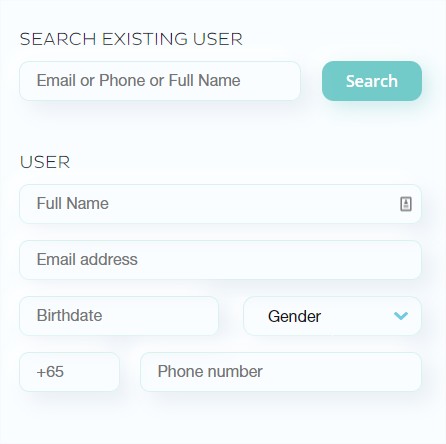 SEARCH EXISTING USER
Email or Phone or Full Name
Search
USER
Full Name
Email address
Birthdate
Gender
+65
Phone number